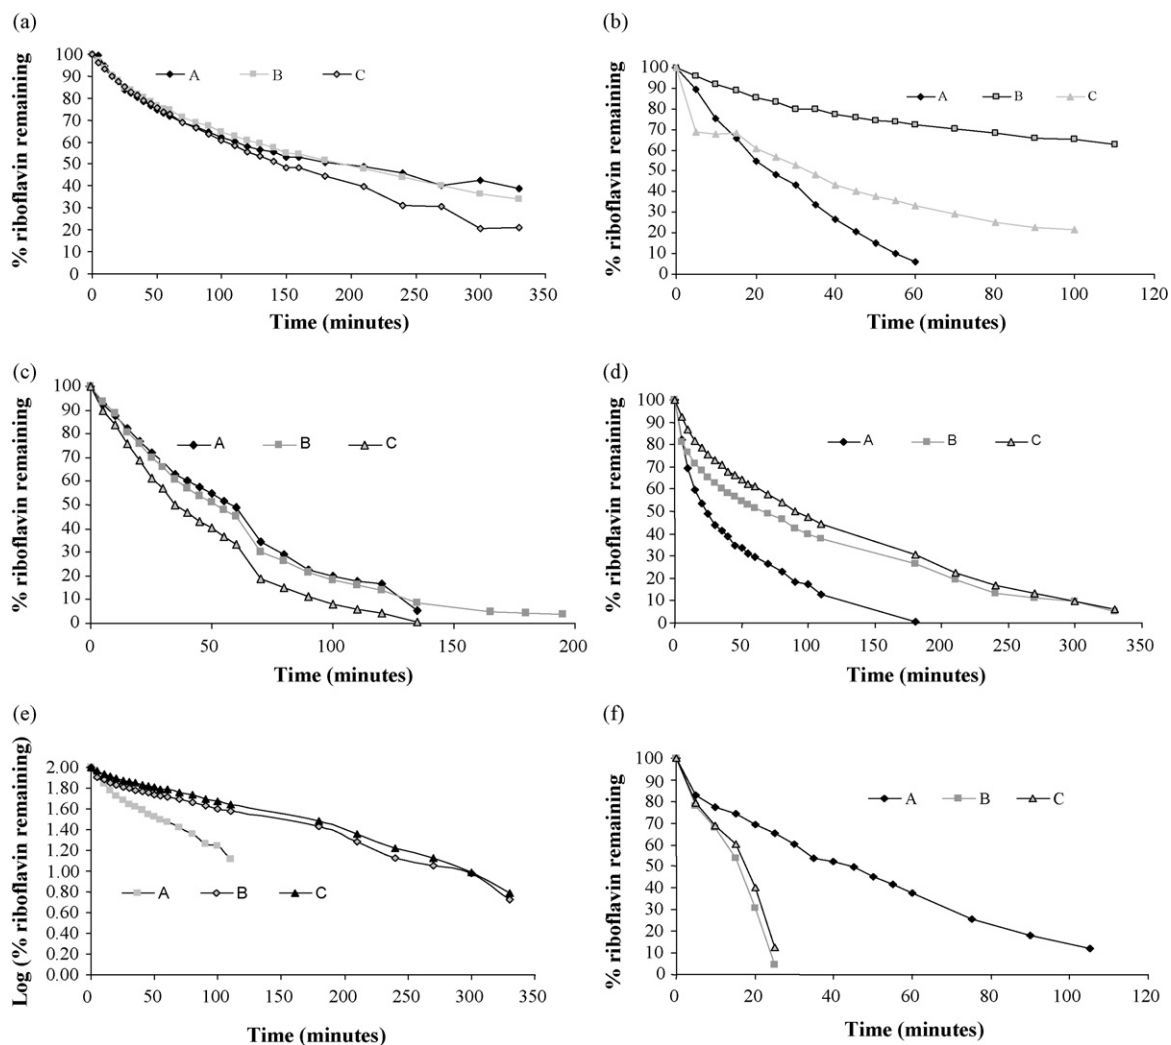 (a)
% riboflavin remaining
100
90
80
70
60
50
40
30
20
10
0
A B C
0 50 100 150 200 250 300 350
Time (minutes)
(b)
% riboflavin remaining
100
90
80
70
60
50
40
30
20
10
0
A B C
0 20 40 60 80 100 120
Time (minutes)
(c)
% riboflavin remaining
100
90
80
70
60
50
40
30
20
10
0
A B C
0 50 100 150 200
Time (minutes)
(d)
% riboflavin remaining
100
90
80
70
60
50
40
30
20
10
0
A B C
0 50 100 150 200 250 300 350
Time (minutes)
(e)
Log (% riboflavin remaining)
2.00
1.80
1.60
1.40
1.20
1.00
0.80
0.60
0.40
0.20
0.00
A B C
0 50 100 150 200 250 300 350
Time (minutes)
(f)
% riboflavin remaining
100
90
80
70
60
50
40
30
20
10
0
A B C
0 20 40 60 80 100 120
Time (minutes)